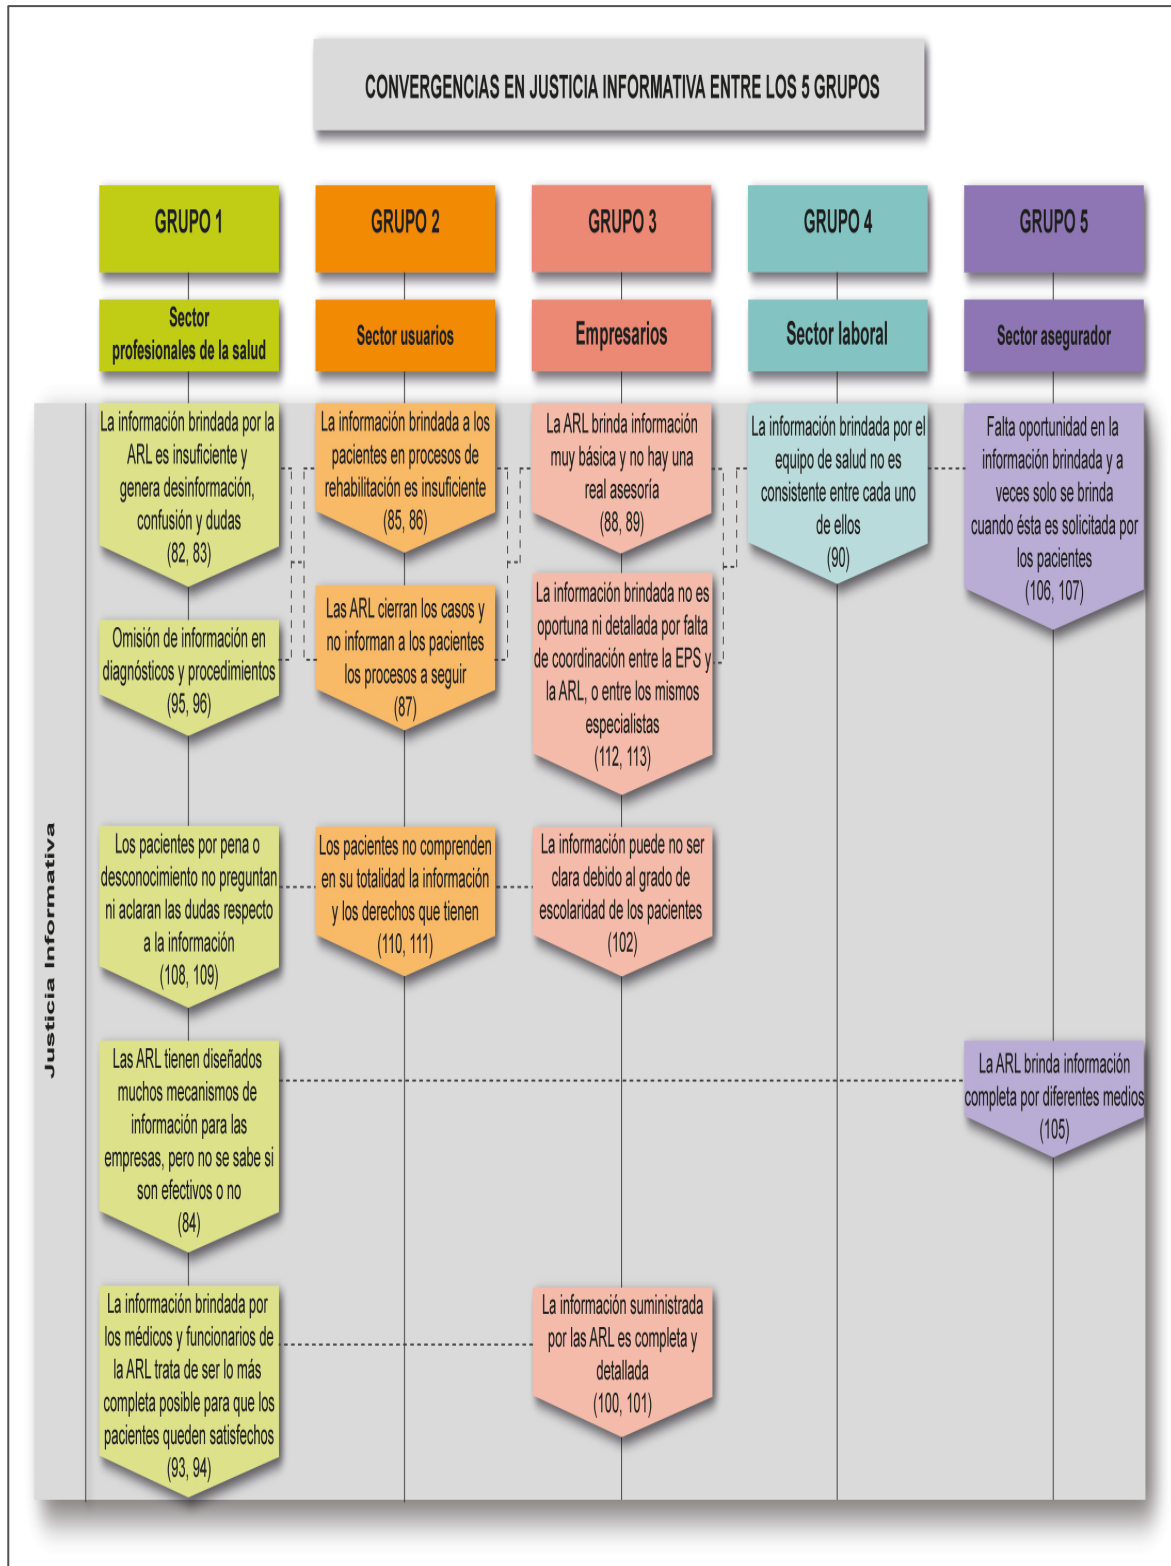 CONVERGENCIAS EN JUSTICIA INFORMATIVA ENTRE LOS 5 GRUPOS
GRUPO 1
GRUPO 2
GRUPO 3
GRUPO 4
GRUPO 5
Sector
profesionales de la salud
Sector usuarios
Empresarios
Sector laboral
Sector asegurador
Justicia Informativa
La información brindada por la
ARL es insuficiente y
genera desinformación,
confusión y dudas
(82, 83)
La información brindada a los
pacientes en procesos de
rehabilitación es insuficiente
(85, 86)
La ARL brinda información
muy básica y no hay una
real asesoría
(88, 89)
La información brindada por el
equipo de salud no es
consistente entre cada uno
de ellos
(90)
Falta oportunidad en la
información brindada y a
veces solo se brinda
cuando ésta es solicitada por
los pacientes
(106, 107)
Omisión de información en
diagnósticos y procedimientos
(95, 96)
Las ARL cierran los casos y
no informan a los pacientes
los procesos a seguir
(87)
La información brindada no es
oportuna ni detallada por falta
de coordinación entre la EPS y
la ARL, o entre los mismos
especialistas
(112, 113)
Los pacientes por pena o
desconocimiento no preguntan
ni aclaran las dudas respecto
a la información
(108, 109)
Los pacientes no comprenden
en su totalidad la información
y los derechos que tienen
(110, 111)
La información puede no ser
clara debido al grado de
escolaridad de los pacientes
(102)
Las ARL tienen diseñados
muchos mecanismos de
información para las
empresas, pero no se sabe si
son efectivos o no
(84)
La ARL brinda información
completa por diferentes medios
(105)
La información brindada por
los médicos y funcionarios de
la ARL trata de ser lo más
completa posible para que los
pacientes queden satisfechos
(93, 94)
La información suministrada
por las ARL es completa y
detallada
(100, 101)